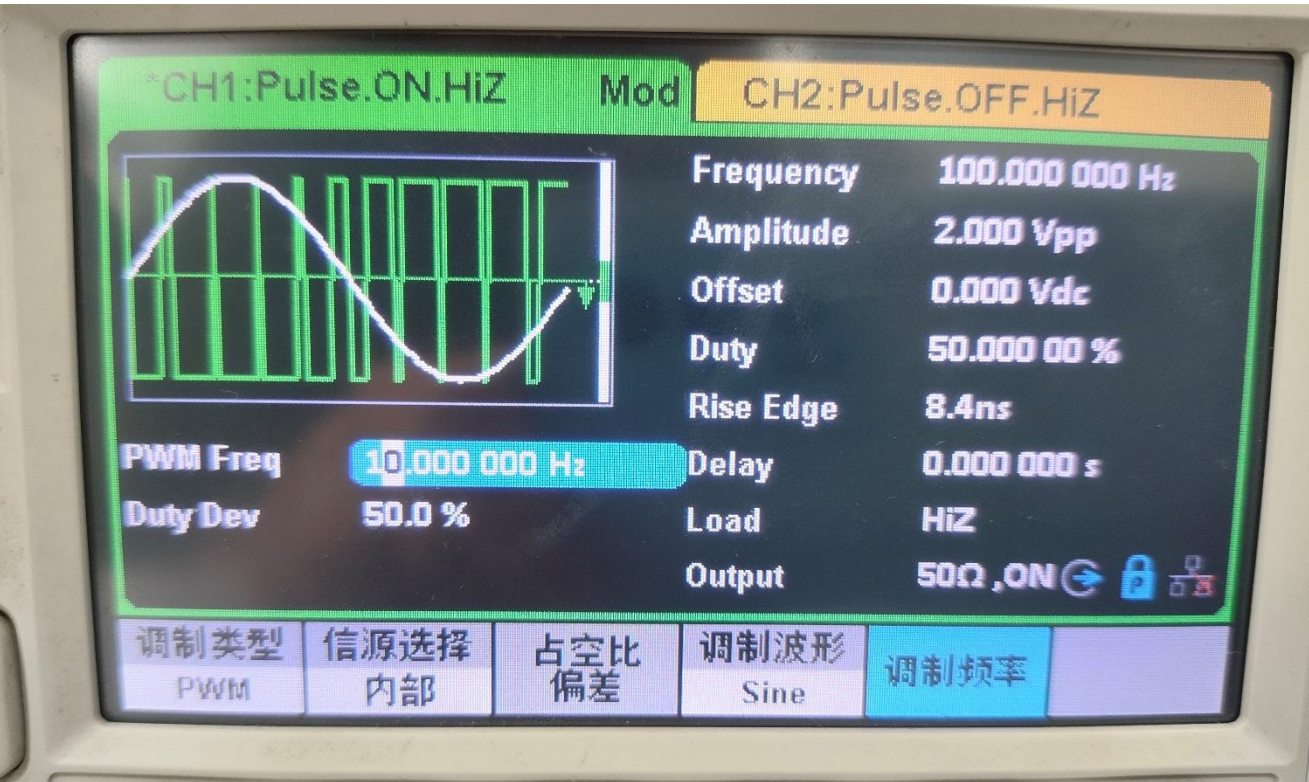 *CH1:Pulse.ON.HiZ Mod CH2:Pulse.OFF.HiZ
Frequency 100.000 000 Hz
Amplitude 2.000 Vpp
Offset 0.000 Vdc
Duty 50.000 00 %
Rise Edge 8.4ns
PWM Freq 10.000 000 Hz Delay 0.000 000 s
Duty Dev 50.0 % Load HiZ
Output 50Ω ,ON P
调制类型 信源选择 占空比 调制波形 调制频率
PWM 内部 偏差 Sine